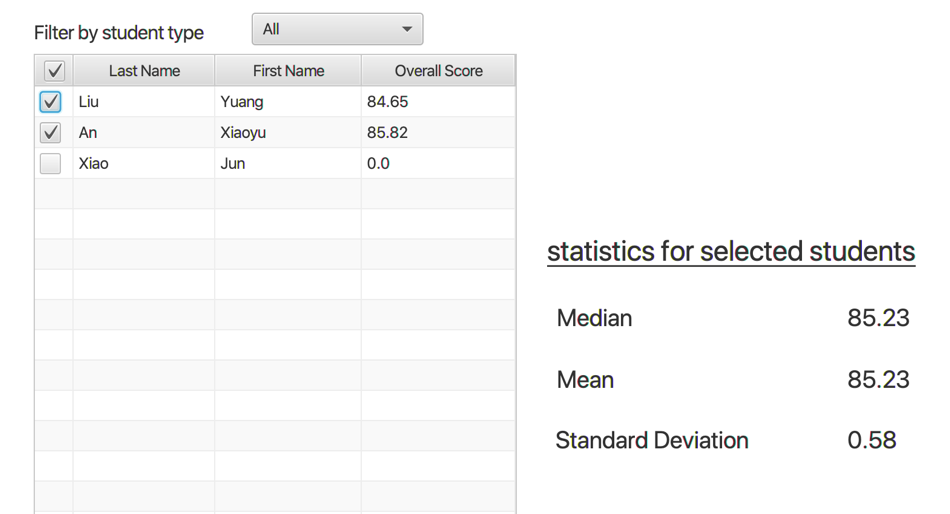 Filter by student type All
Last Name First Name Overall Score
Liu Yuang 84.65
An Xiaoyu 85.82
Xiao Jun 0.0
statistics for selected students
Median 85.23
Mean 85.23
Standard Deviation 0.58